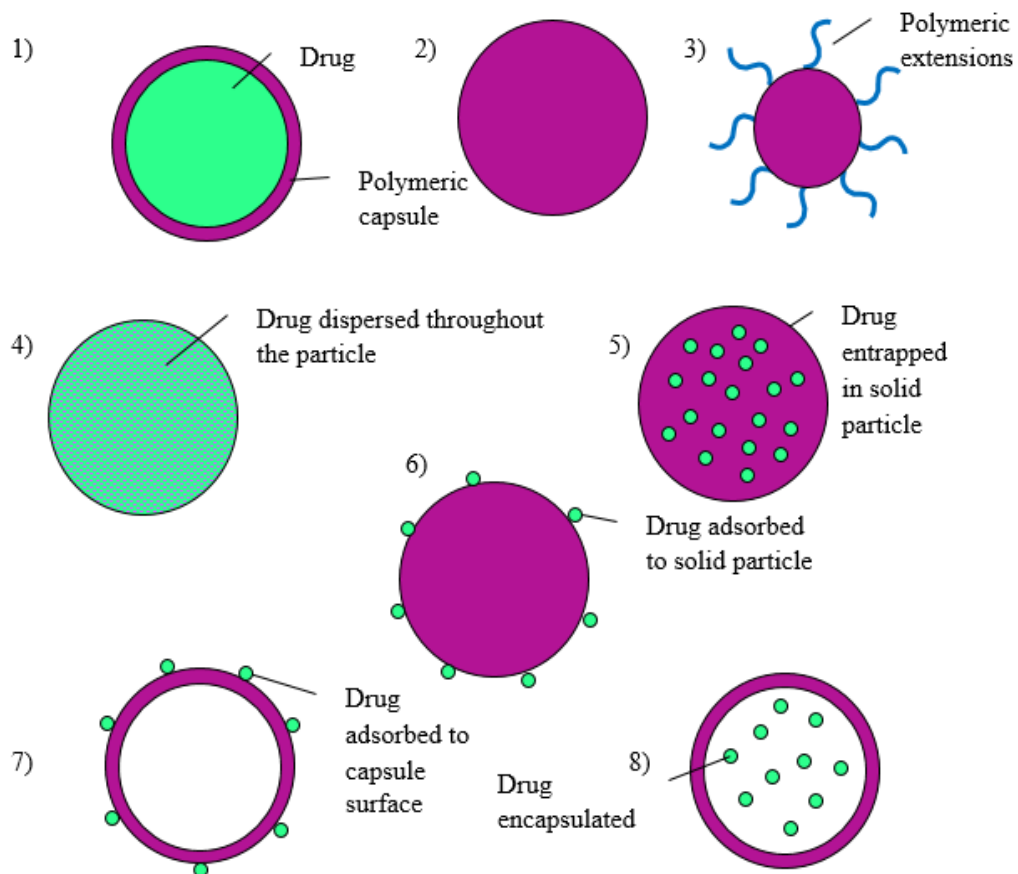 1)
Drug
Polymeric
capsule
2)
3)
Polymeric
extensions
4)
Drug dispersed throughout
the particle
5)
Drug
entrapped
in solid
particle
6)
Drug adsorbed
to solid particle
7)
Drug
adsorbed to
capsule
surface
8)
Drug
encapsulated